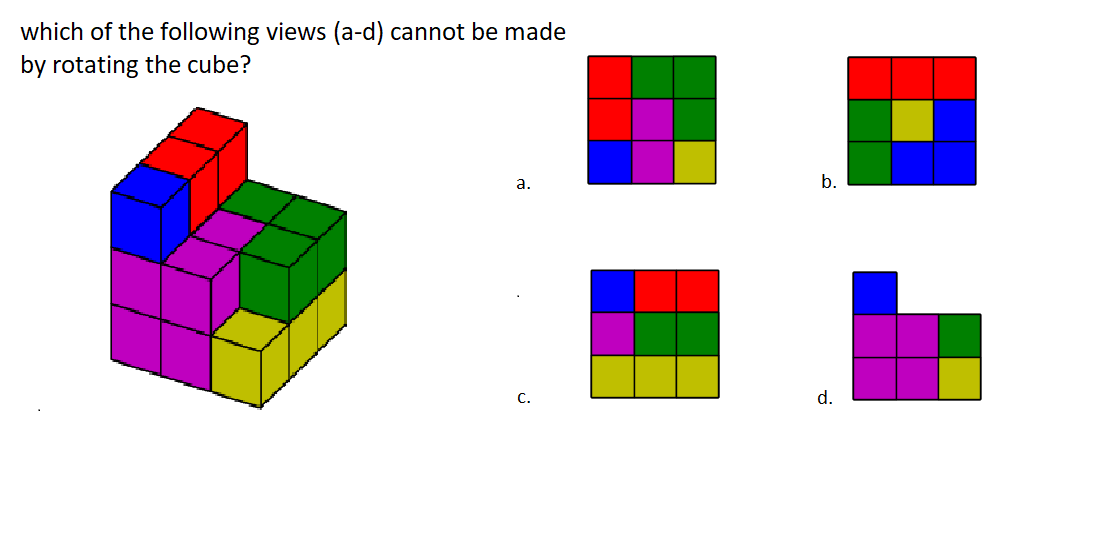 which of the following views (a-d) cannot be made
by rotating the cube?
a.
b.
c.
d.